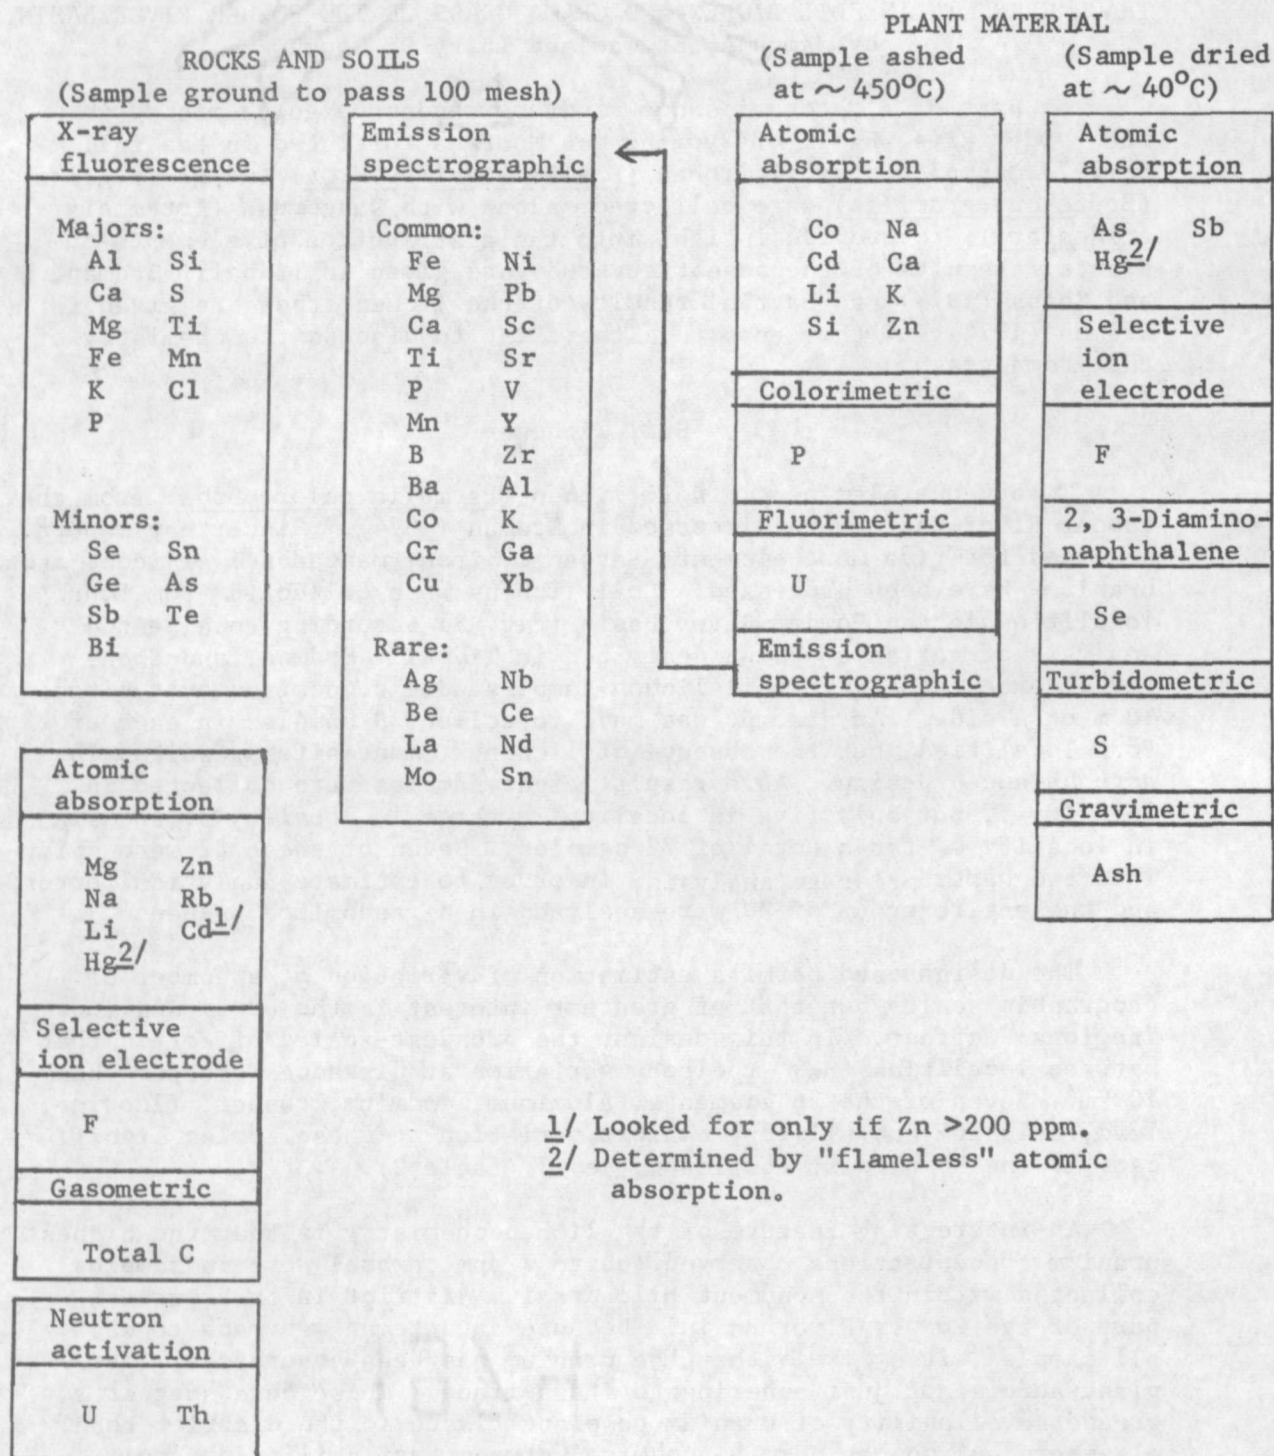 PLANT MATERIAL
ROCKS AND SOILS
(Sample ground to pass 100 mesh)
(Sample ashed
at ~ 450°C)
(Sample dried
at ~ 40°C)
X-ray
fluorescence
Majors:
Al Si
Ca S
Mg Ti
Fe Mn
K Cl
P
Minors:
Se Sn
Ge As
Sb Te
Bi
Emission
spectrographic
Common:
Fe Ni
Mg Pb
Ca Sc
Ti Sr
P V
Mn Y
B Zr
Ba Al
Co K
Cr Ga
Cu Yb
Rare:
Ag Nb
Be Ce
La Nd
Mo Sn
Atomic
absorption
Co Na
Cd Ca
Li K
Si Zn
Colorimetric
P
Fluorimetric
U
Emission
spectrographic
Atomic
absorption
As Sb
Hg2/
Selective
ion
electrode
F
2, 3-Diamino-
naphthalene
Se
Turbidometric
S
Gravimetric
Ash
Atomic
absorption
Mg Zn
Na Rb
Li Cd1/
Hg2/
Selective
ion electrode
F
Gasometric
Total C
Neutron
activation
U Th
1/ Looked for only if Zn >200 ppm.
2/ Determined by "flameless" atomic
absorption.